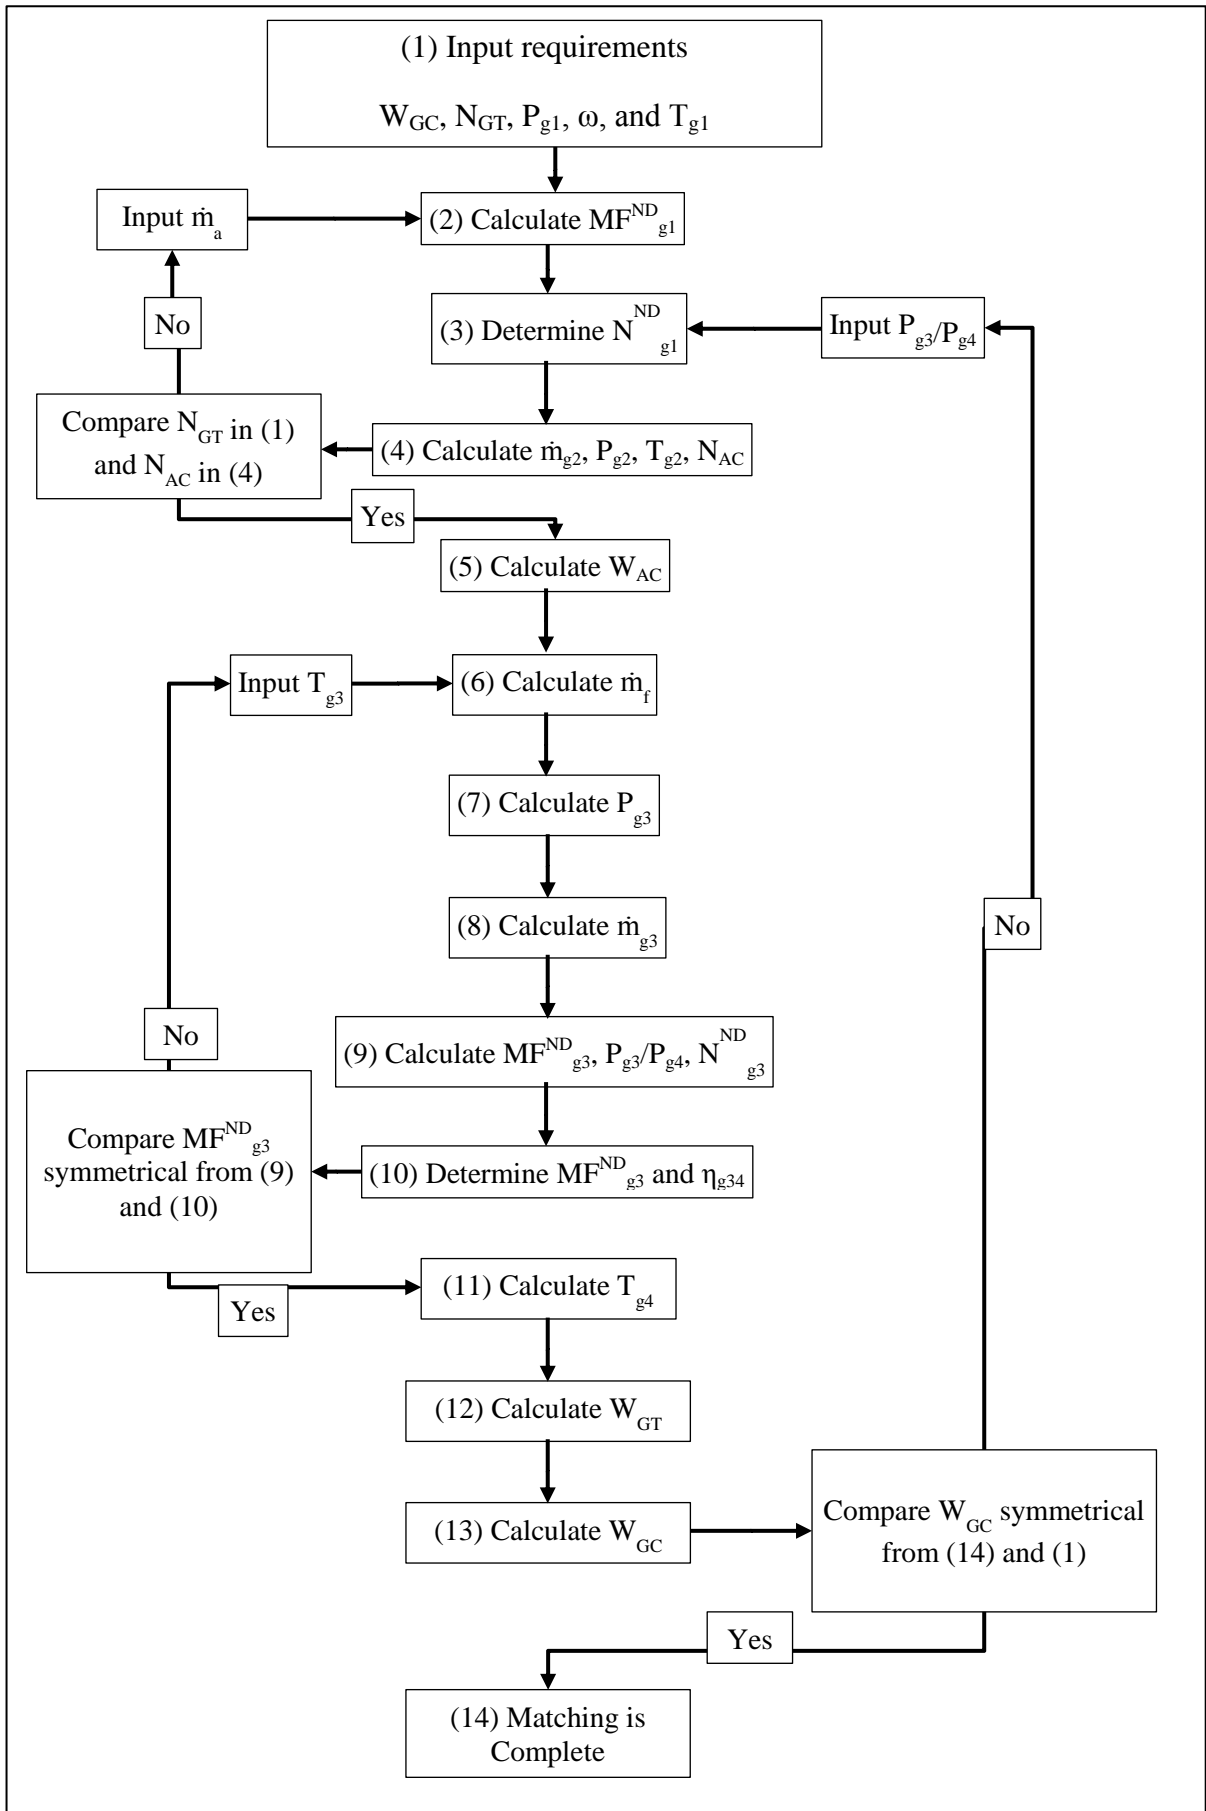 (1) Input requirements
W_GC, N_GT, P_g1, ω, and T_g1
Input ṁ_a
(2) Calculate MF^ND_g1
No
(3) Determine N^ND_g1
Input P_g3/P_g4
Compare N_GT in (1)
and N_AC in (4)
(4) Calculate ṁ_g2, P_g2, T_g2, N_AC
Yes
(5) Calculate W_AC
Input T_g3
(6) Calculate ṁ_f
(7) Calculate P_g3
(8) Calculate ṁ_g3
No
No
(9) Calculate MF^ND_g3, P_g3/P_g4, N^ND_g3
Compare MF^ND_g3
symmetrical from (9)
and (10)
(10) Determine MF^ND_g3 and η_g34
Yes
(11) Calculate T_g4
(12) Calculate W_GT
(13) Calculate W_GC
Compare W_GC symmetrical
from (14) and (1)
Yes
(14) Matching is
Complete